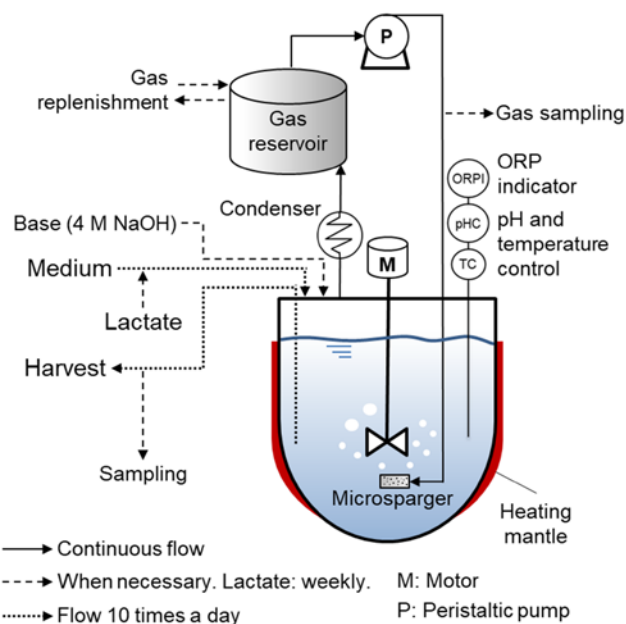 P
Gas
replenishment
Gas
reservoir
Gas sampling
ORPI
ORP
indicator
Condenser
Base (4 M NaOH)
pHC
pH and
temperature
control
M
TC
Medium
Lactate
Harvest
Sampling
Microsparger
Heating
mantle
Continuous flow
When necessary. Lactate: weekly.
M: Motor
Flow 10 times a day
P: Peristaltic pump